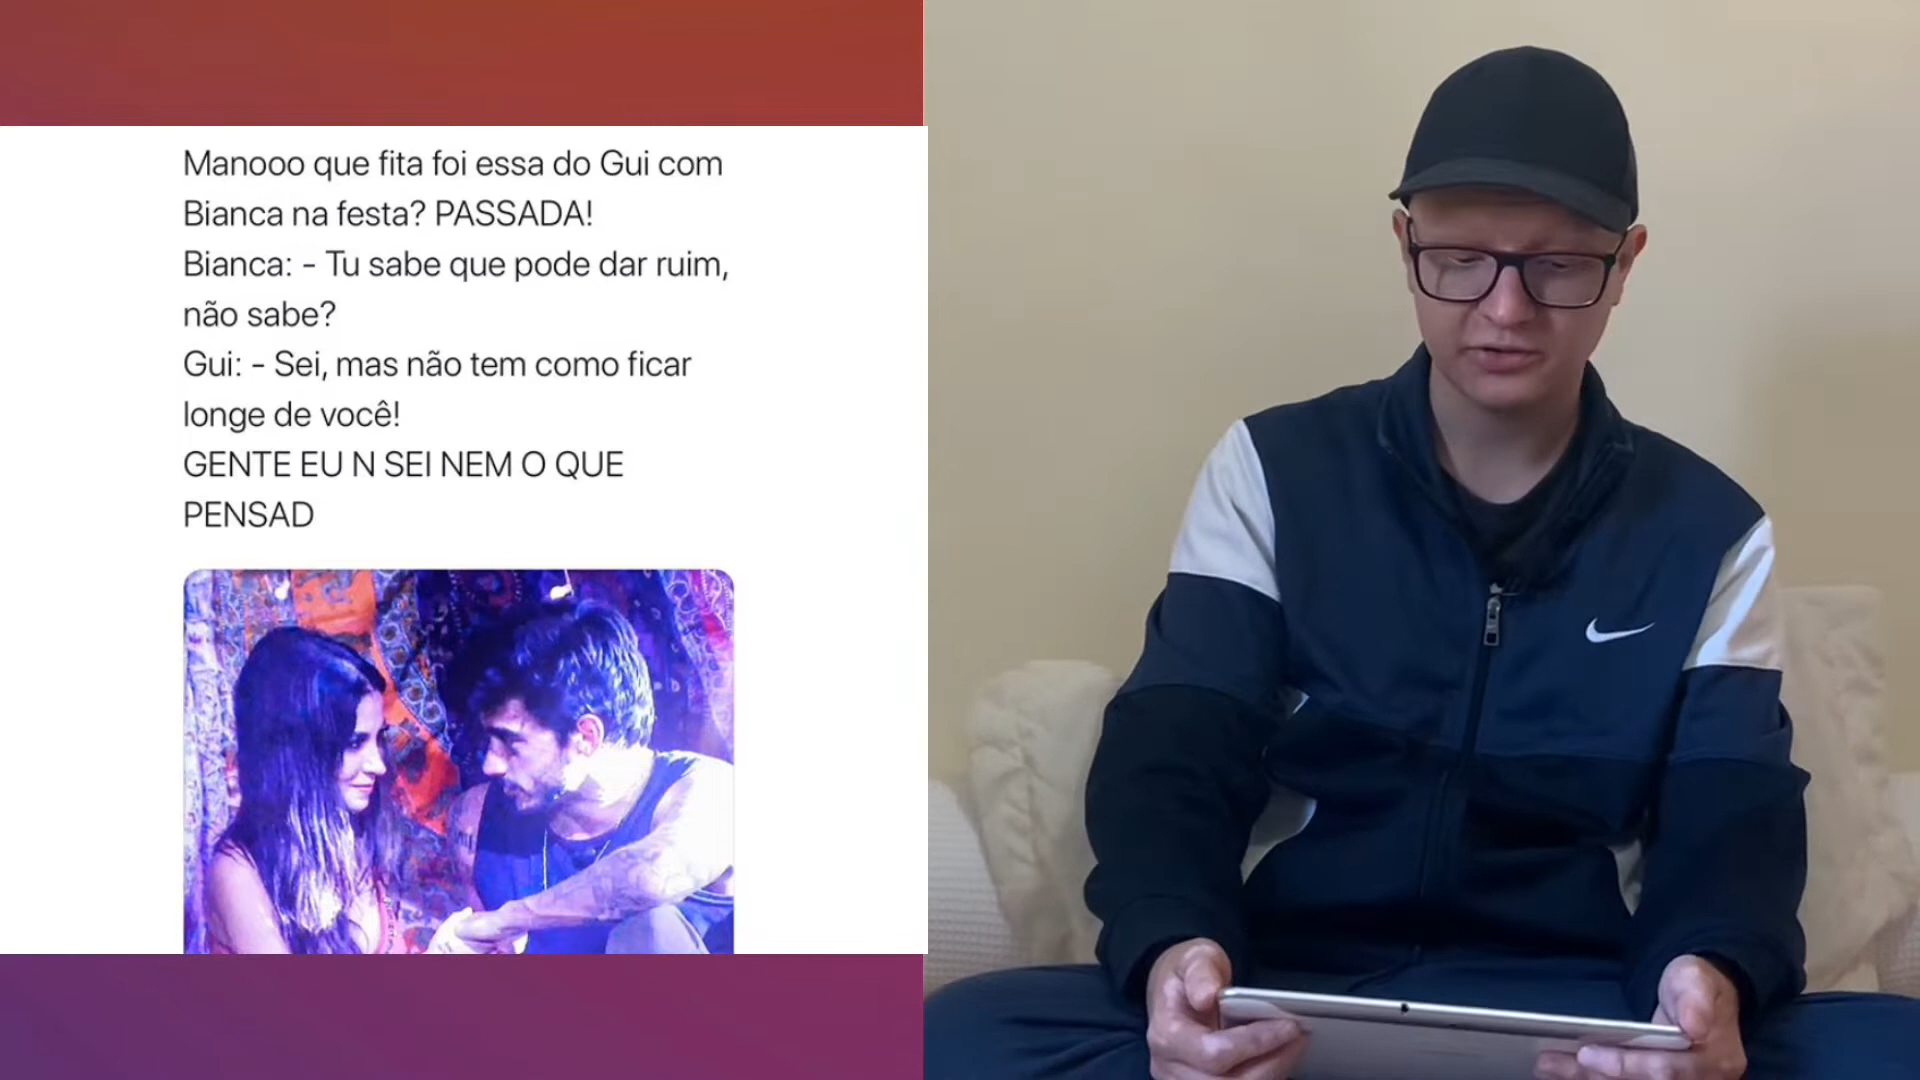 Manooo que fita foi essa do Gui com
Bianca na festa? PASSADA!
Bianca: - Tu sabe que pode dar ruim,
não sabe?
Gui: - Sei, mas não tem como ficar
longe de você!
GENTE EU N SEI NEM O QUE
PENSAD